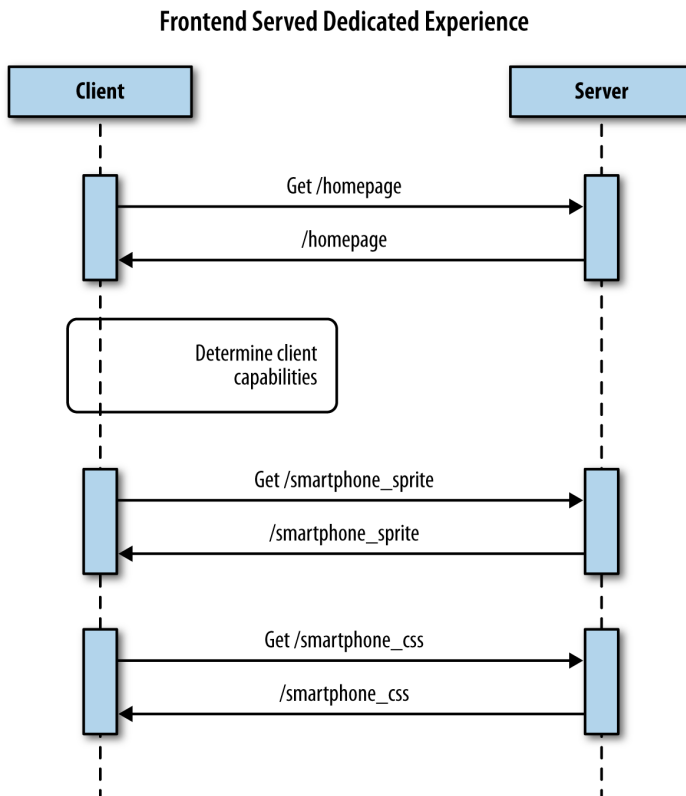 Frontend Served Dedicated Experience
Client
Server
Get /homepage
/homepage
Determine client
capabilities
Get /smartphone_sprite
/smartphone_sprite
Get /smartphone_css
/smartphone_css